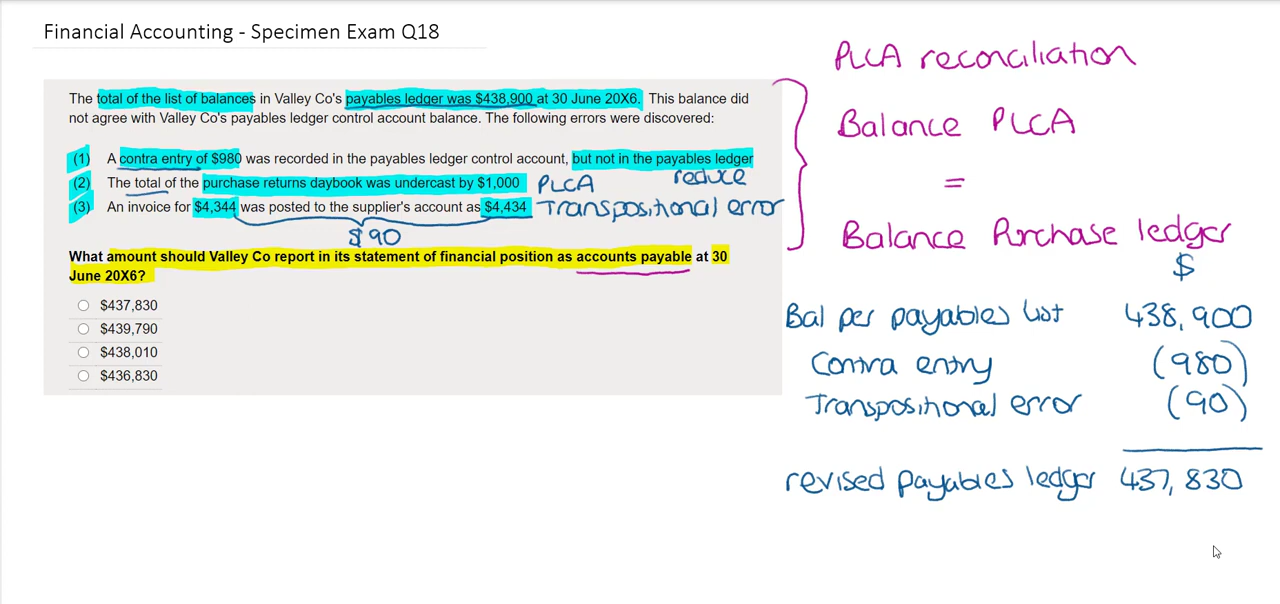 Financial Accounting - Specimen Exam Q18
The total of the list of balances in Valley Co's payables ledger was $438,900 at 30 June 20X6. This balance did
not agree with Valley Co's payables ledger control account balance. The following errors were discovered:
(1) A contra entry of $980 was recorded in the payables ledger control account, but not in the payables ledger
(2) The total of the purchase returns daybook was undercast by $1,000 PLCA reduce
(3) An invoice for $4,344 was posted to the supplier's account as $4,434 Transpositional error
$90
What amount should Valley Co report in its statement of financial position as accounts payable at 30
June 20X6?
$437,830
$439,790
$438,010
$436,830
PLCA reconciliation
Balance PLCA
=
Balance Purchase ledger
$
Bal per payables list 438,900
Contra entry (980)
Transpositional error (90)
revised payables ledger 437,830